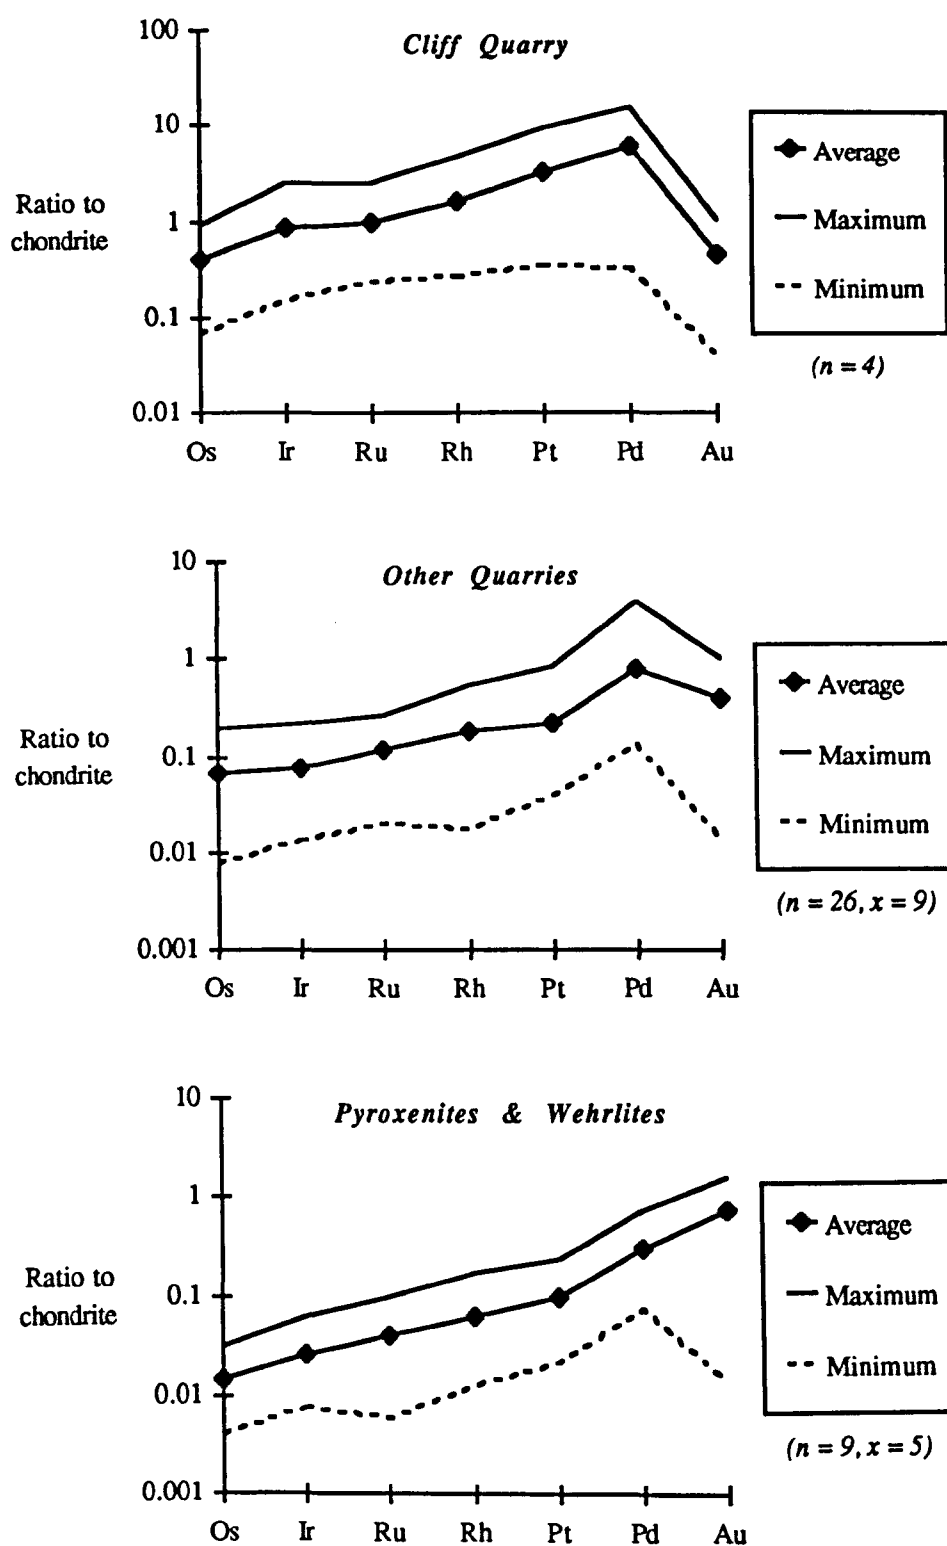 Cliff Quarry
100
10
1
0.1
0.01
Ratio to
chondrite
Os Ir Ru Rh Pt Pd Au
Average
Maximum
Minimum
(n = 4)
Other Quarries
10
1
0.1
0.01
0.001
Ratio to
chondrite
Os Ir Ru Rh Pt Pd Au
Average
Maximum
Minimum
(n = 26, x = 9)
Pyroxenites & Wehrlites
10
1
0.1
0.01
0.001
Ratio to
chondrite
Os Ir Ru Rh Pt Pd Au
Average
Maximum
Minimum
(n = 9, x = 5)